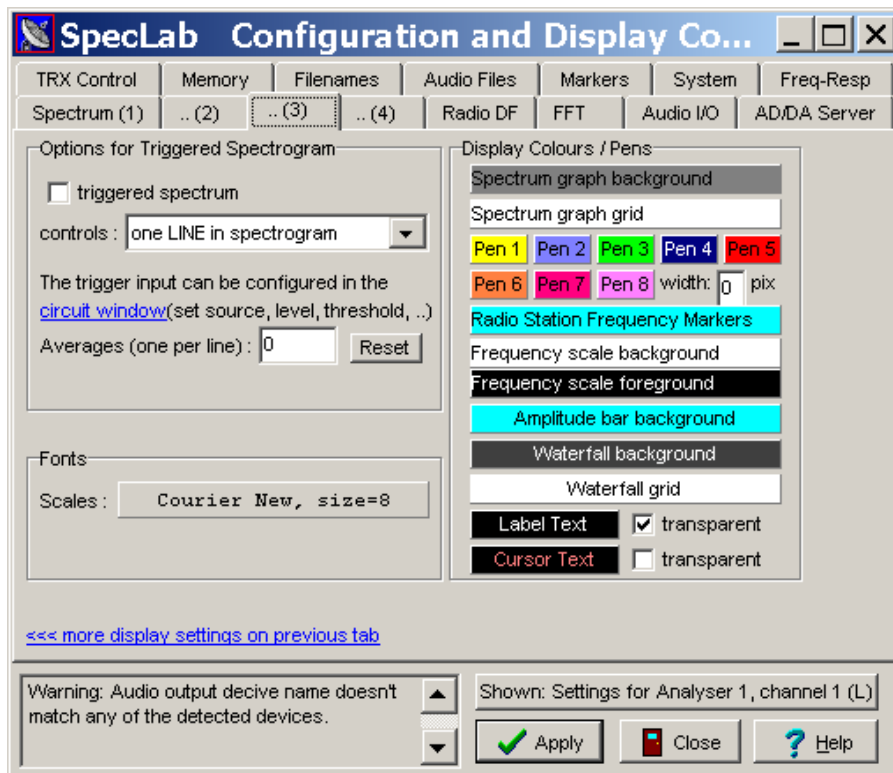 SpecLab Configuration and Display Co...
TRX Control Memory Filenames Audio Files Markers System Freq-Resp
Spectrum (1) ..(2) ..(3) ..(4) Radio DF FFT Audio I/O AD/DA Server
Options for Triggered Spectrogram
triggered spectrum
controls : one LINE in spectrogram
The trigger input can be configured in the
circuit window(set source, level, threshold, ..)
Averages (one per line) : 0 Reset
Fonts
Scales : Courier New, size=8
Display Colours / Pens
Spectrum graph background
Spectrum graph grid
Pen 1 Pen 2 Pen 3 Pen 4 Pen 5
Pen 6 Pen 7 Pen 8 width: 0 pix
Radio Station Frequency Markers
Frequency scale background
Frequency scale foreground
Amplitude bar background
Waterfall background
Waterfall grid
Label Text transparent
Cursor Text transparent
<<< more display settings on previous tab
Warning: Audio output decive name doesn't
match any of the detected devices.
Shown: Settings for Analyser 1, channel 1 (L)
Apply Close Help